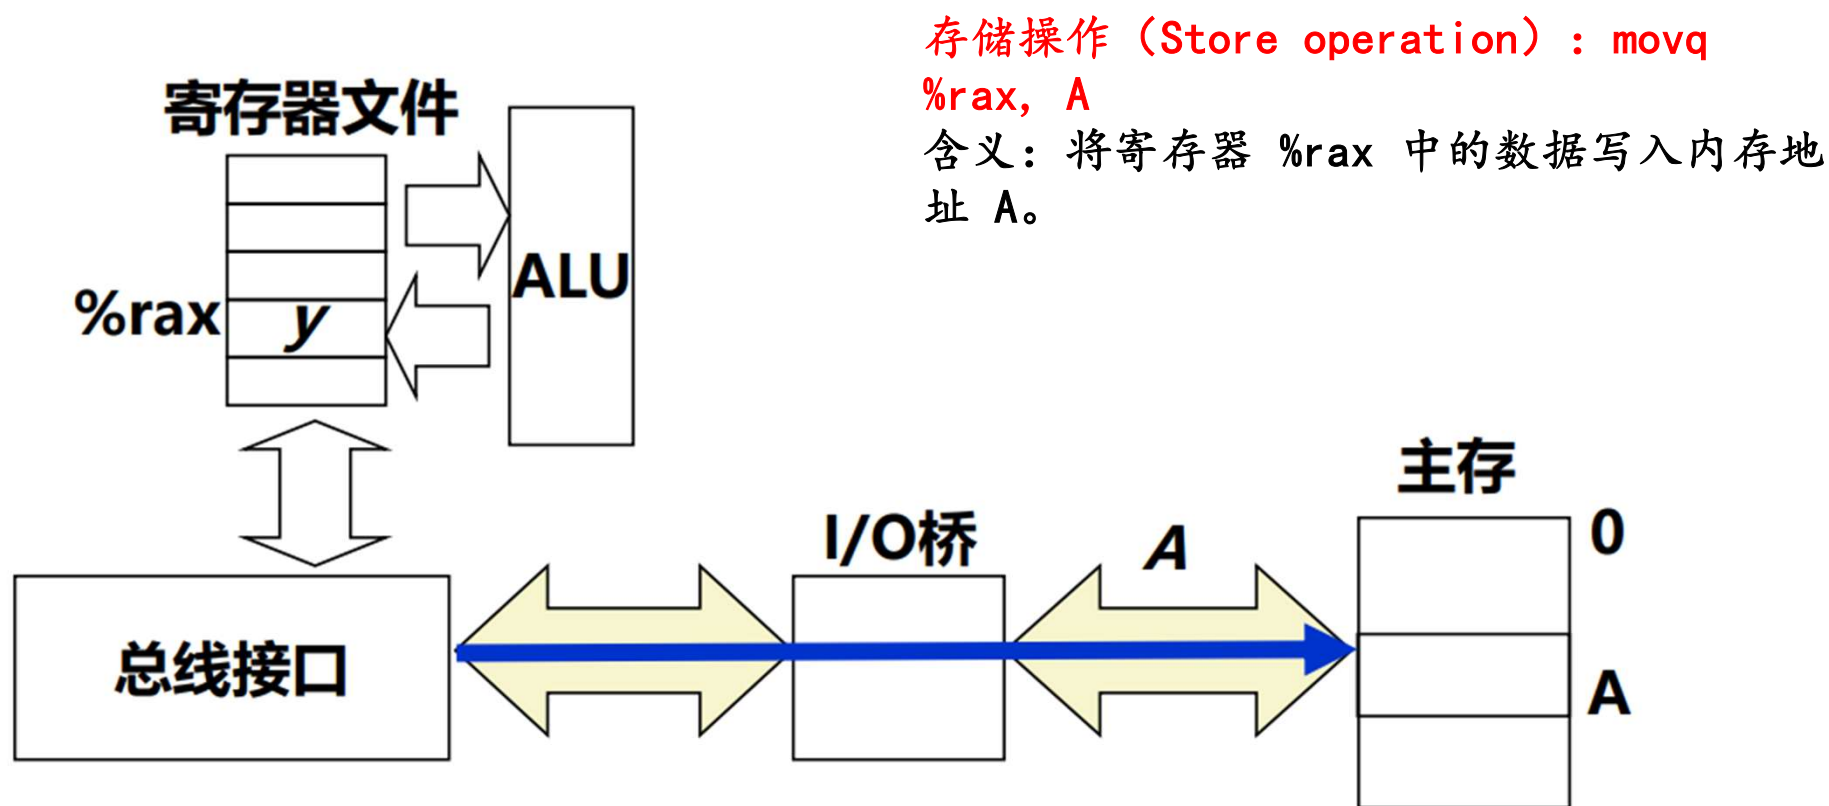 存储操作（Store operation）：movq
%rax, A
含义：将寄存器 %rax 中的数据写入内存地
址 A。
寄存器文件
ALU
%rax
y
主存
0
I/O桥
A
总线接口
A